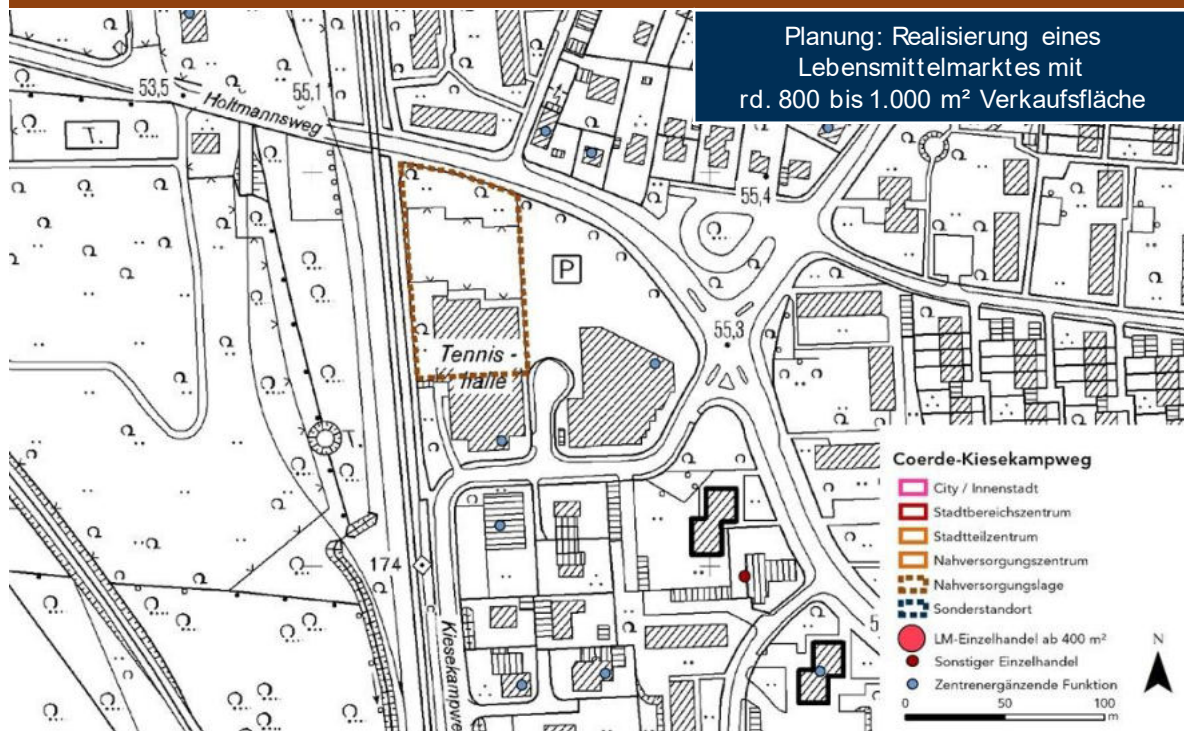 Planung: Realisierung eines
Lebensmittelmarktes mit
rd. 800 bis 1.000 m² Verkaufsfläche
53,5
55.1
Holtmannsweg
T.
55,4
P
55,3
Tennis -
halle
T.
174
Kiesekampweg
5
Coerde-Kiesekampweg
City / Innenstadt
Stadtbereichszentrum
Stadtteilzentrum
Nahversorgungszentrum
Nahversorgungslage
Sonderstandort
LM-Einzelhandel ab 400 m²
Sonstiger Einzelhandel
Zentrenergänzende Funktion
N
0 50 100
m